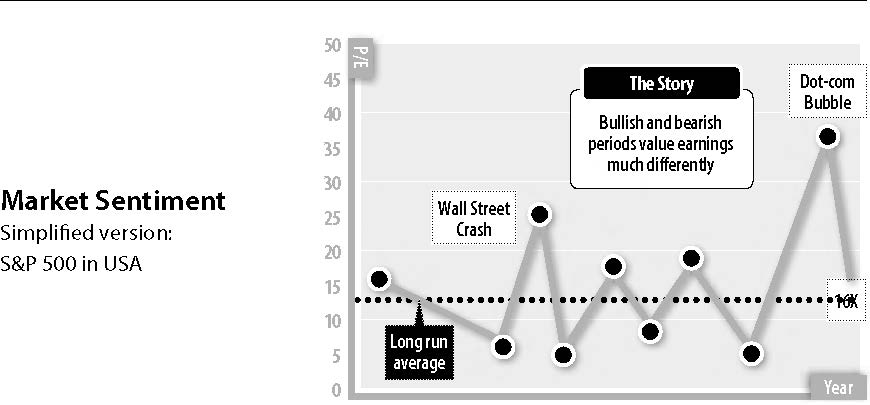 50
P/E
45
The Story
Dot-com
Bubble
40
Bullish and bearish
periods value earnings
much differently
35
30
Market Sentiment
Simplified version:
S&P 500 in USA
Wall Street
Crash
25
20
15
16X
10
Long run
average
5
0
Year